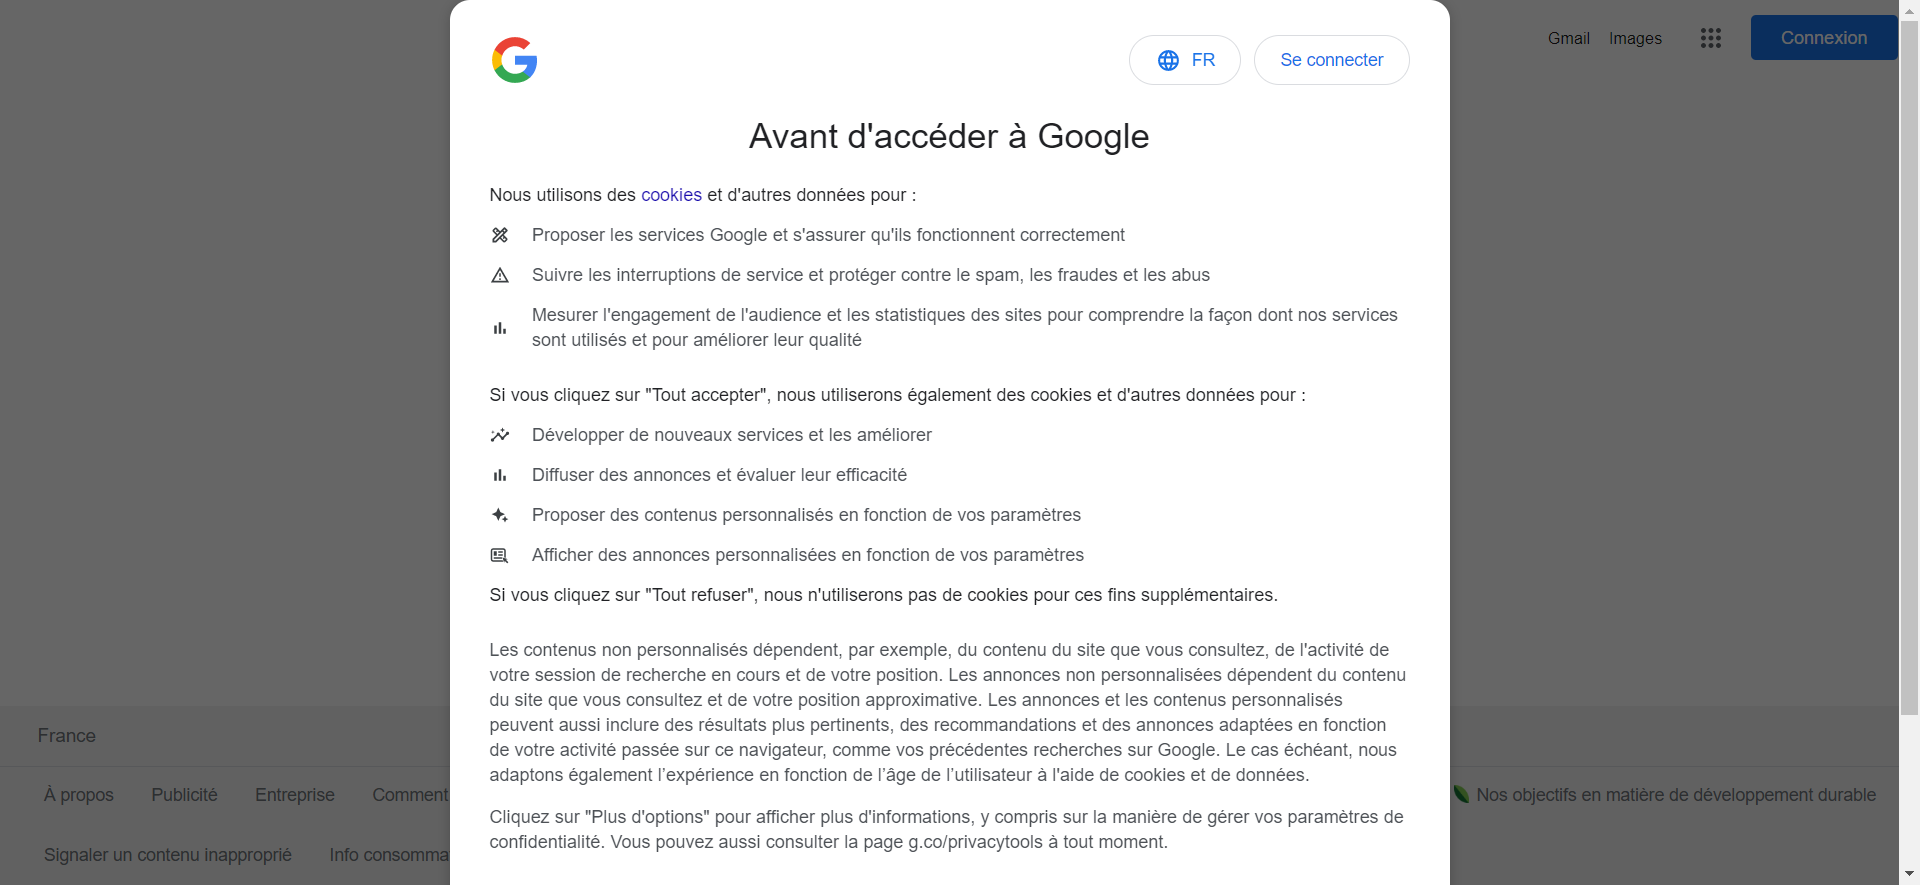 Gmail Images Connexion
FR Se connecter
Avant d'accéder à Google
Nous utilisons des cookies et d'autres données pour :
Proposer les services Google et s'assurer qu'ils fonctionnent correctement
Suivre les interruptions de service et protéger contre le spam, les fraudes et les abus
Mesurer l'engagement de l'audience et les statistiques des sites pour comprendre la façon dont nos services
sont utilisés et pour améliorer leur qualité
Si vous cliquez sur "Tout accepter", nous utiliserons également des cookies et d'autres données pour :
Développer de nouveaux services et les améliorer
Diffuser des annonces et évaluer leur efficacité
Proposer des contenus personnalisés en fonction de vos paramètres
Afficher des annonces personnalisées en fonction de vos paramètres
Si vous cliquez sur "Tout refuser", nous n'utiliserons pas de cookies pour ces fins supplémentaires.
Les contenus non personnalisés dépendent, par exemple, du contenu du site que vous consultez, de l'activité de
votre session de recherche en cours et de votre position. Les annonces non personnalisées dépendent du contenu
du site que vous consultez et de votre position approximative. Les annonces et les contenus personnalisés
peuvent aussi inclure des résultats plus pertinents, des recommandations et des annonces adaptées en fonction
de votre activité passée sur ce navigateur, comme vos précédentes recherches sur Google. Le cas échéant, nous
adaptons également l’expérience en fonction de l’âge de l’utilisateur à l'aide de cookies et de données.
Cliquez sur "Plus d'options" pour afficher plus d'informations, y compris sur la manière de gérer vos paramètres de
confidentialité. Vous pouvez aussi consulter la page g.co/privacytools à tout moment.
France
À propos Publicité Entreprise Comment
Nos objectifs en matière de développement durable
Signaler un contenu inapproprié Info consomma